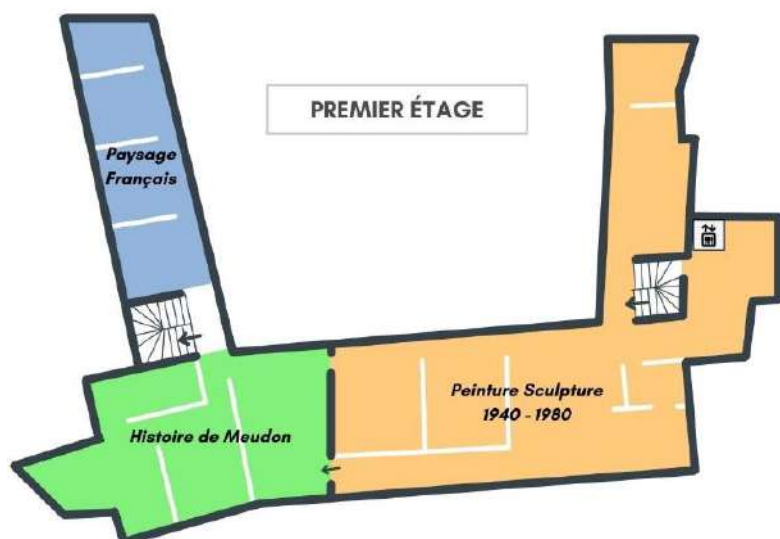 PREMIER ÉTAGE
Paysage
Français
Peinture Sculpture
1940 - 1980
Histoire de Meudon